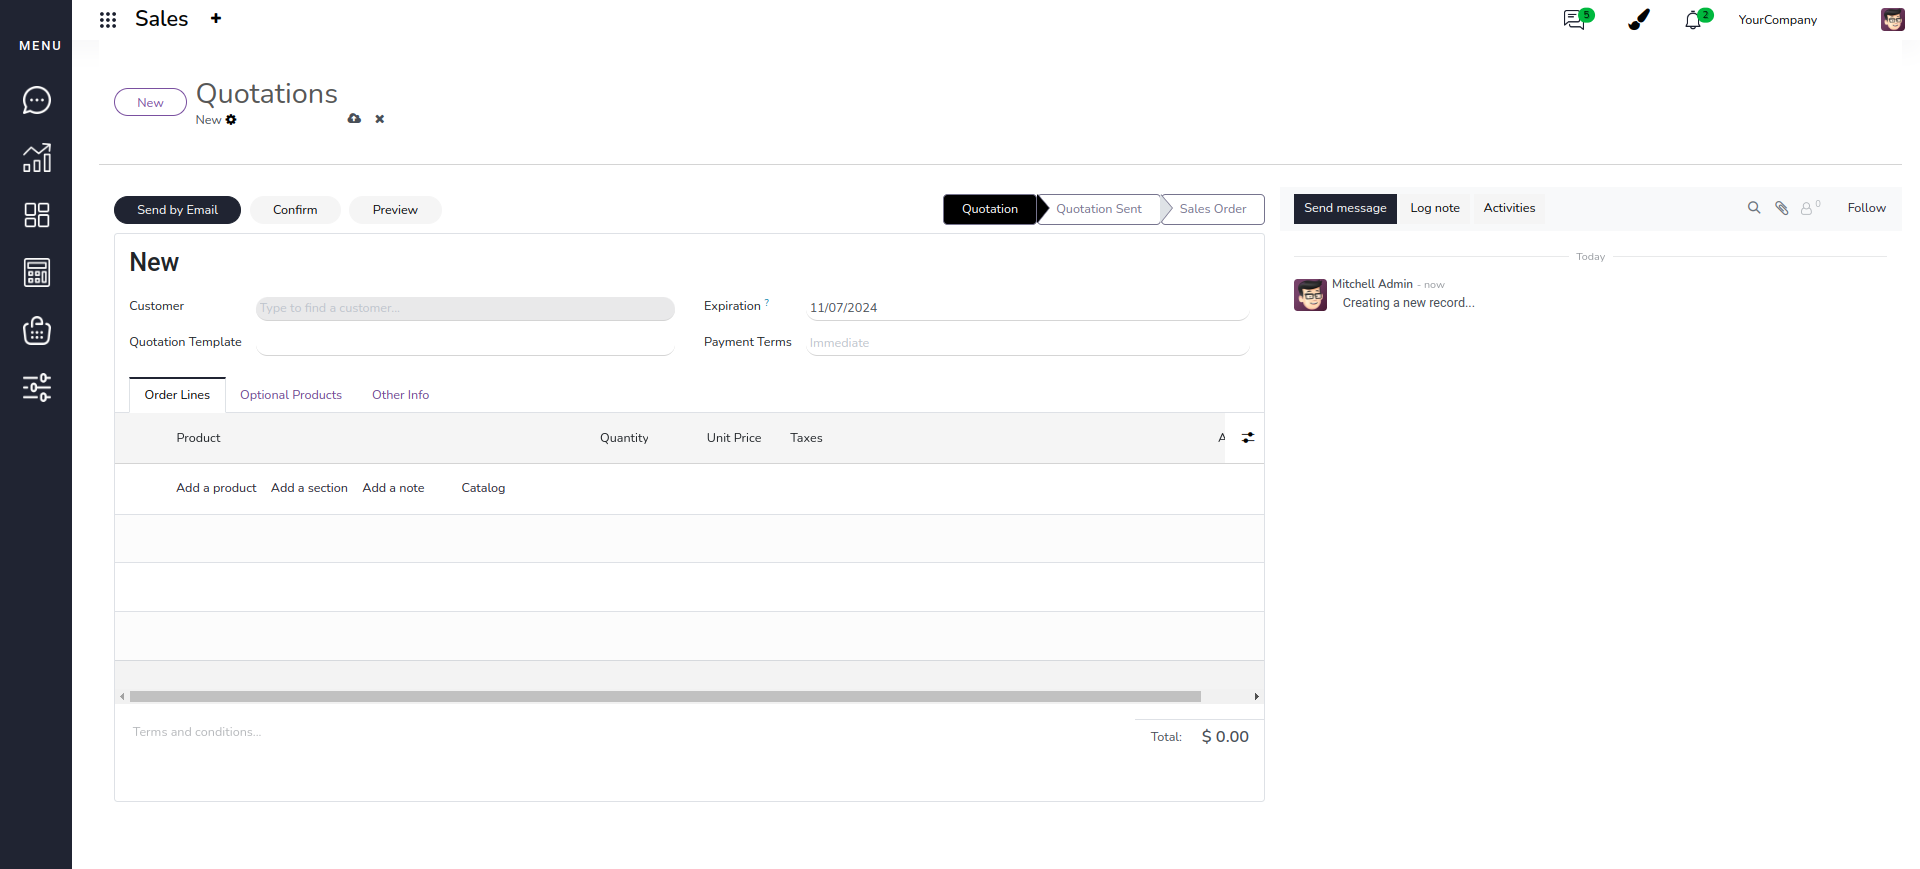 MENU
Sales +
5
2
YourCompany
New
Quotations
New
Send by Email
Confirm
Preview
Quotation
Quotation Sent
Sales Order
Send message
Log note
Activities
0
Follow
New
Customer
Type to find a customer...
Expiration ?
11/07/2024
Quotation Template
Payment Terms
Immediate
Today
Mitchell Admin - now
Creating a new record...
Order Lines
Optional Products
Other Info
Product
Quantity
Unit Price
Taxes
A
Add a product
Add a section
Add a note
Catalog
Terms and conditions...
Total: $ 0.00